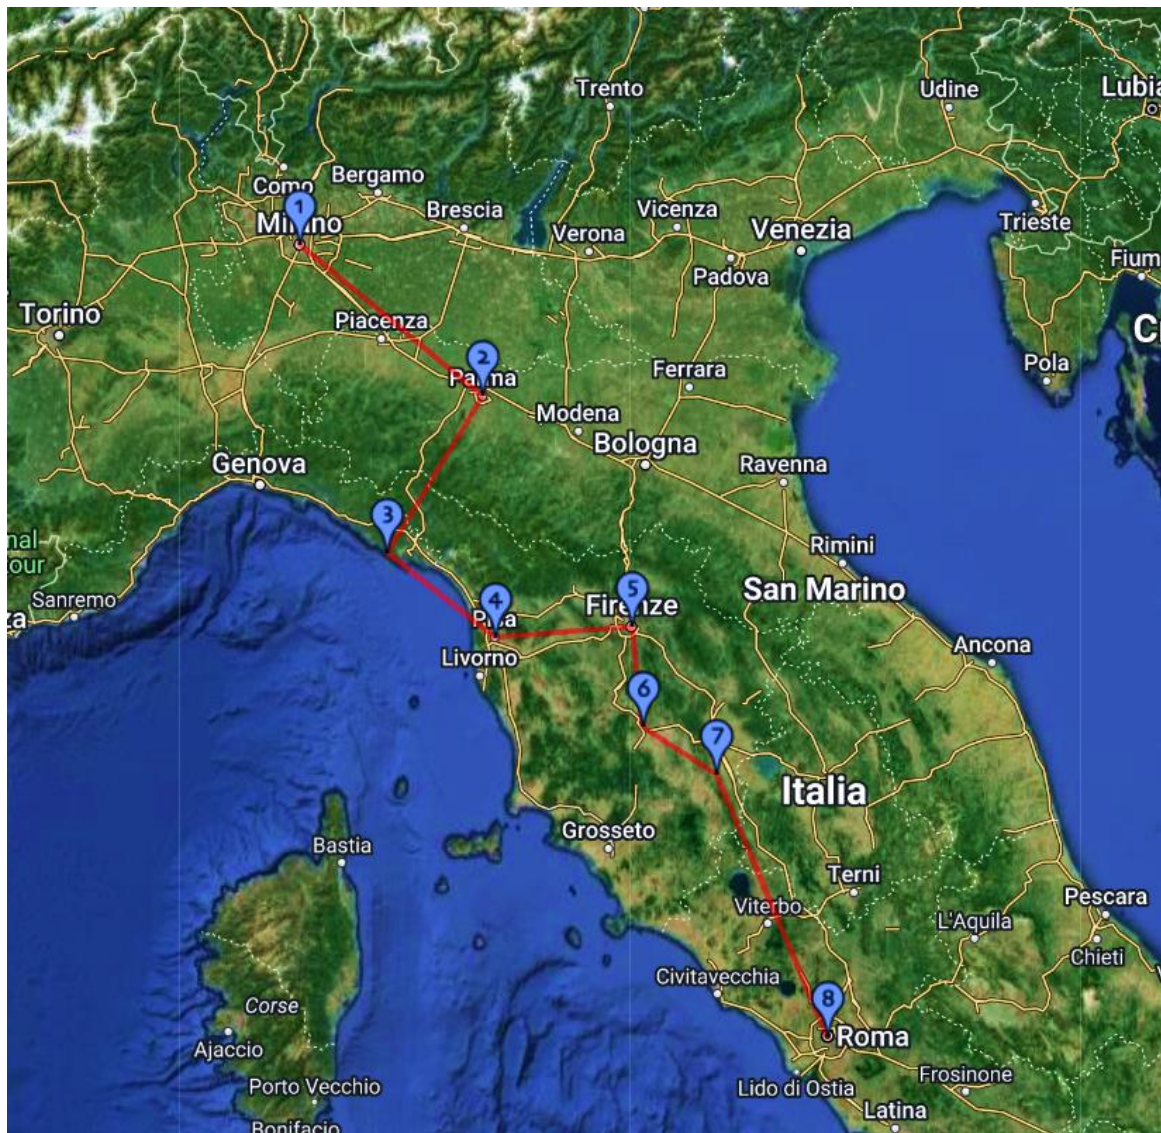 Trento
Udine
Lubia
Como
Bergamo
1
Milano
Brescia
Vicenza
Verona
Venezia
Trieste
Padova
Fium
Torino
Piacenza
C
2
Parma
Ferrara
Pola
Modena
Bologna
Genova
Ravenna
3
nal
our
Rimini
San Marino
Sanremo
za
4
5
Firenze
Pisa
Livorno
Ancona
6
7
Italia
Grosseto
Bastia
Terni
Viterbo
Pescara
L'Aquila
Chieti
Civitavecchia
Corse
8
Roma
Ajaccio
Lido di Ostia
Frosinone
Porto Vecchio
Latina
Bonifacio